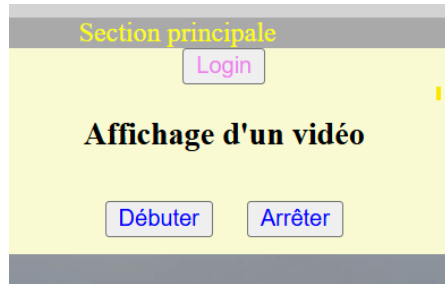 Section principale
Login
Affichage d'un vidéo
Débuter Arrêter